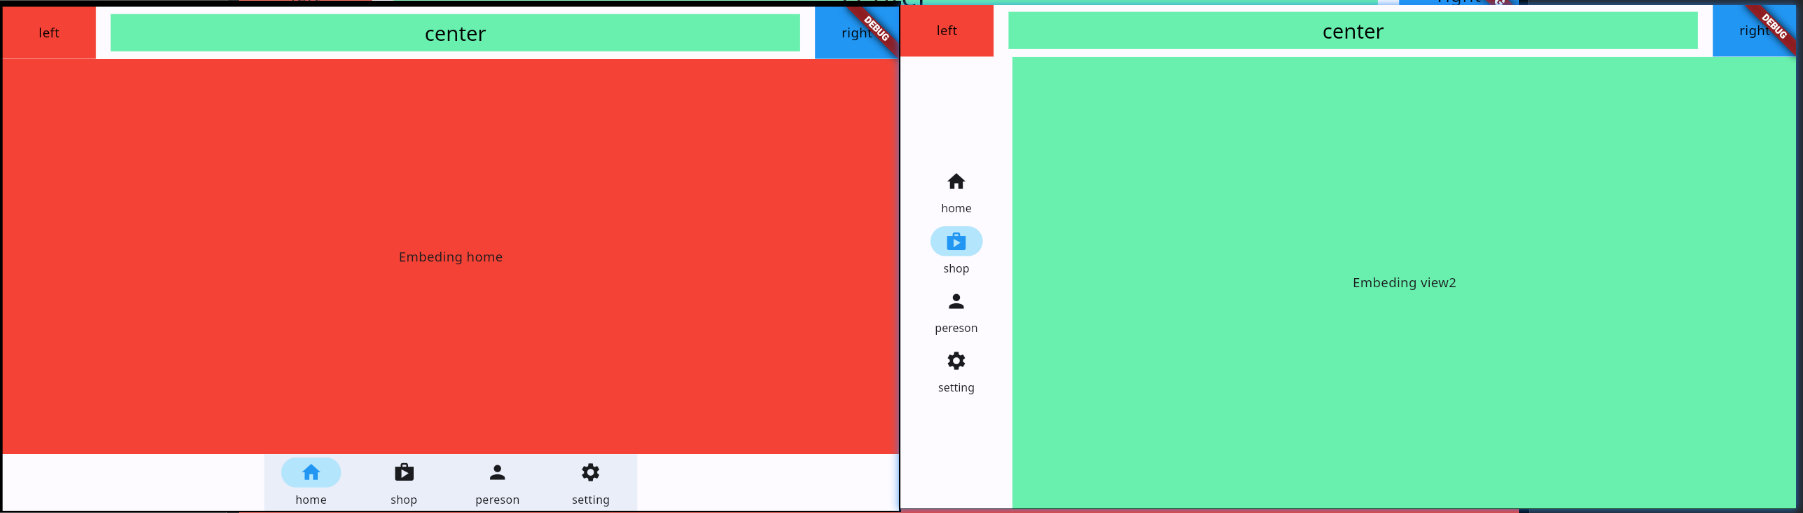 left
center
right
DEBUG
Embeding home
home
shop
pereson
setting
right
left
center
right
DEBUG
home
shop
pereson
setting
Embeding view2